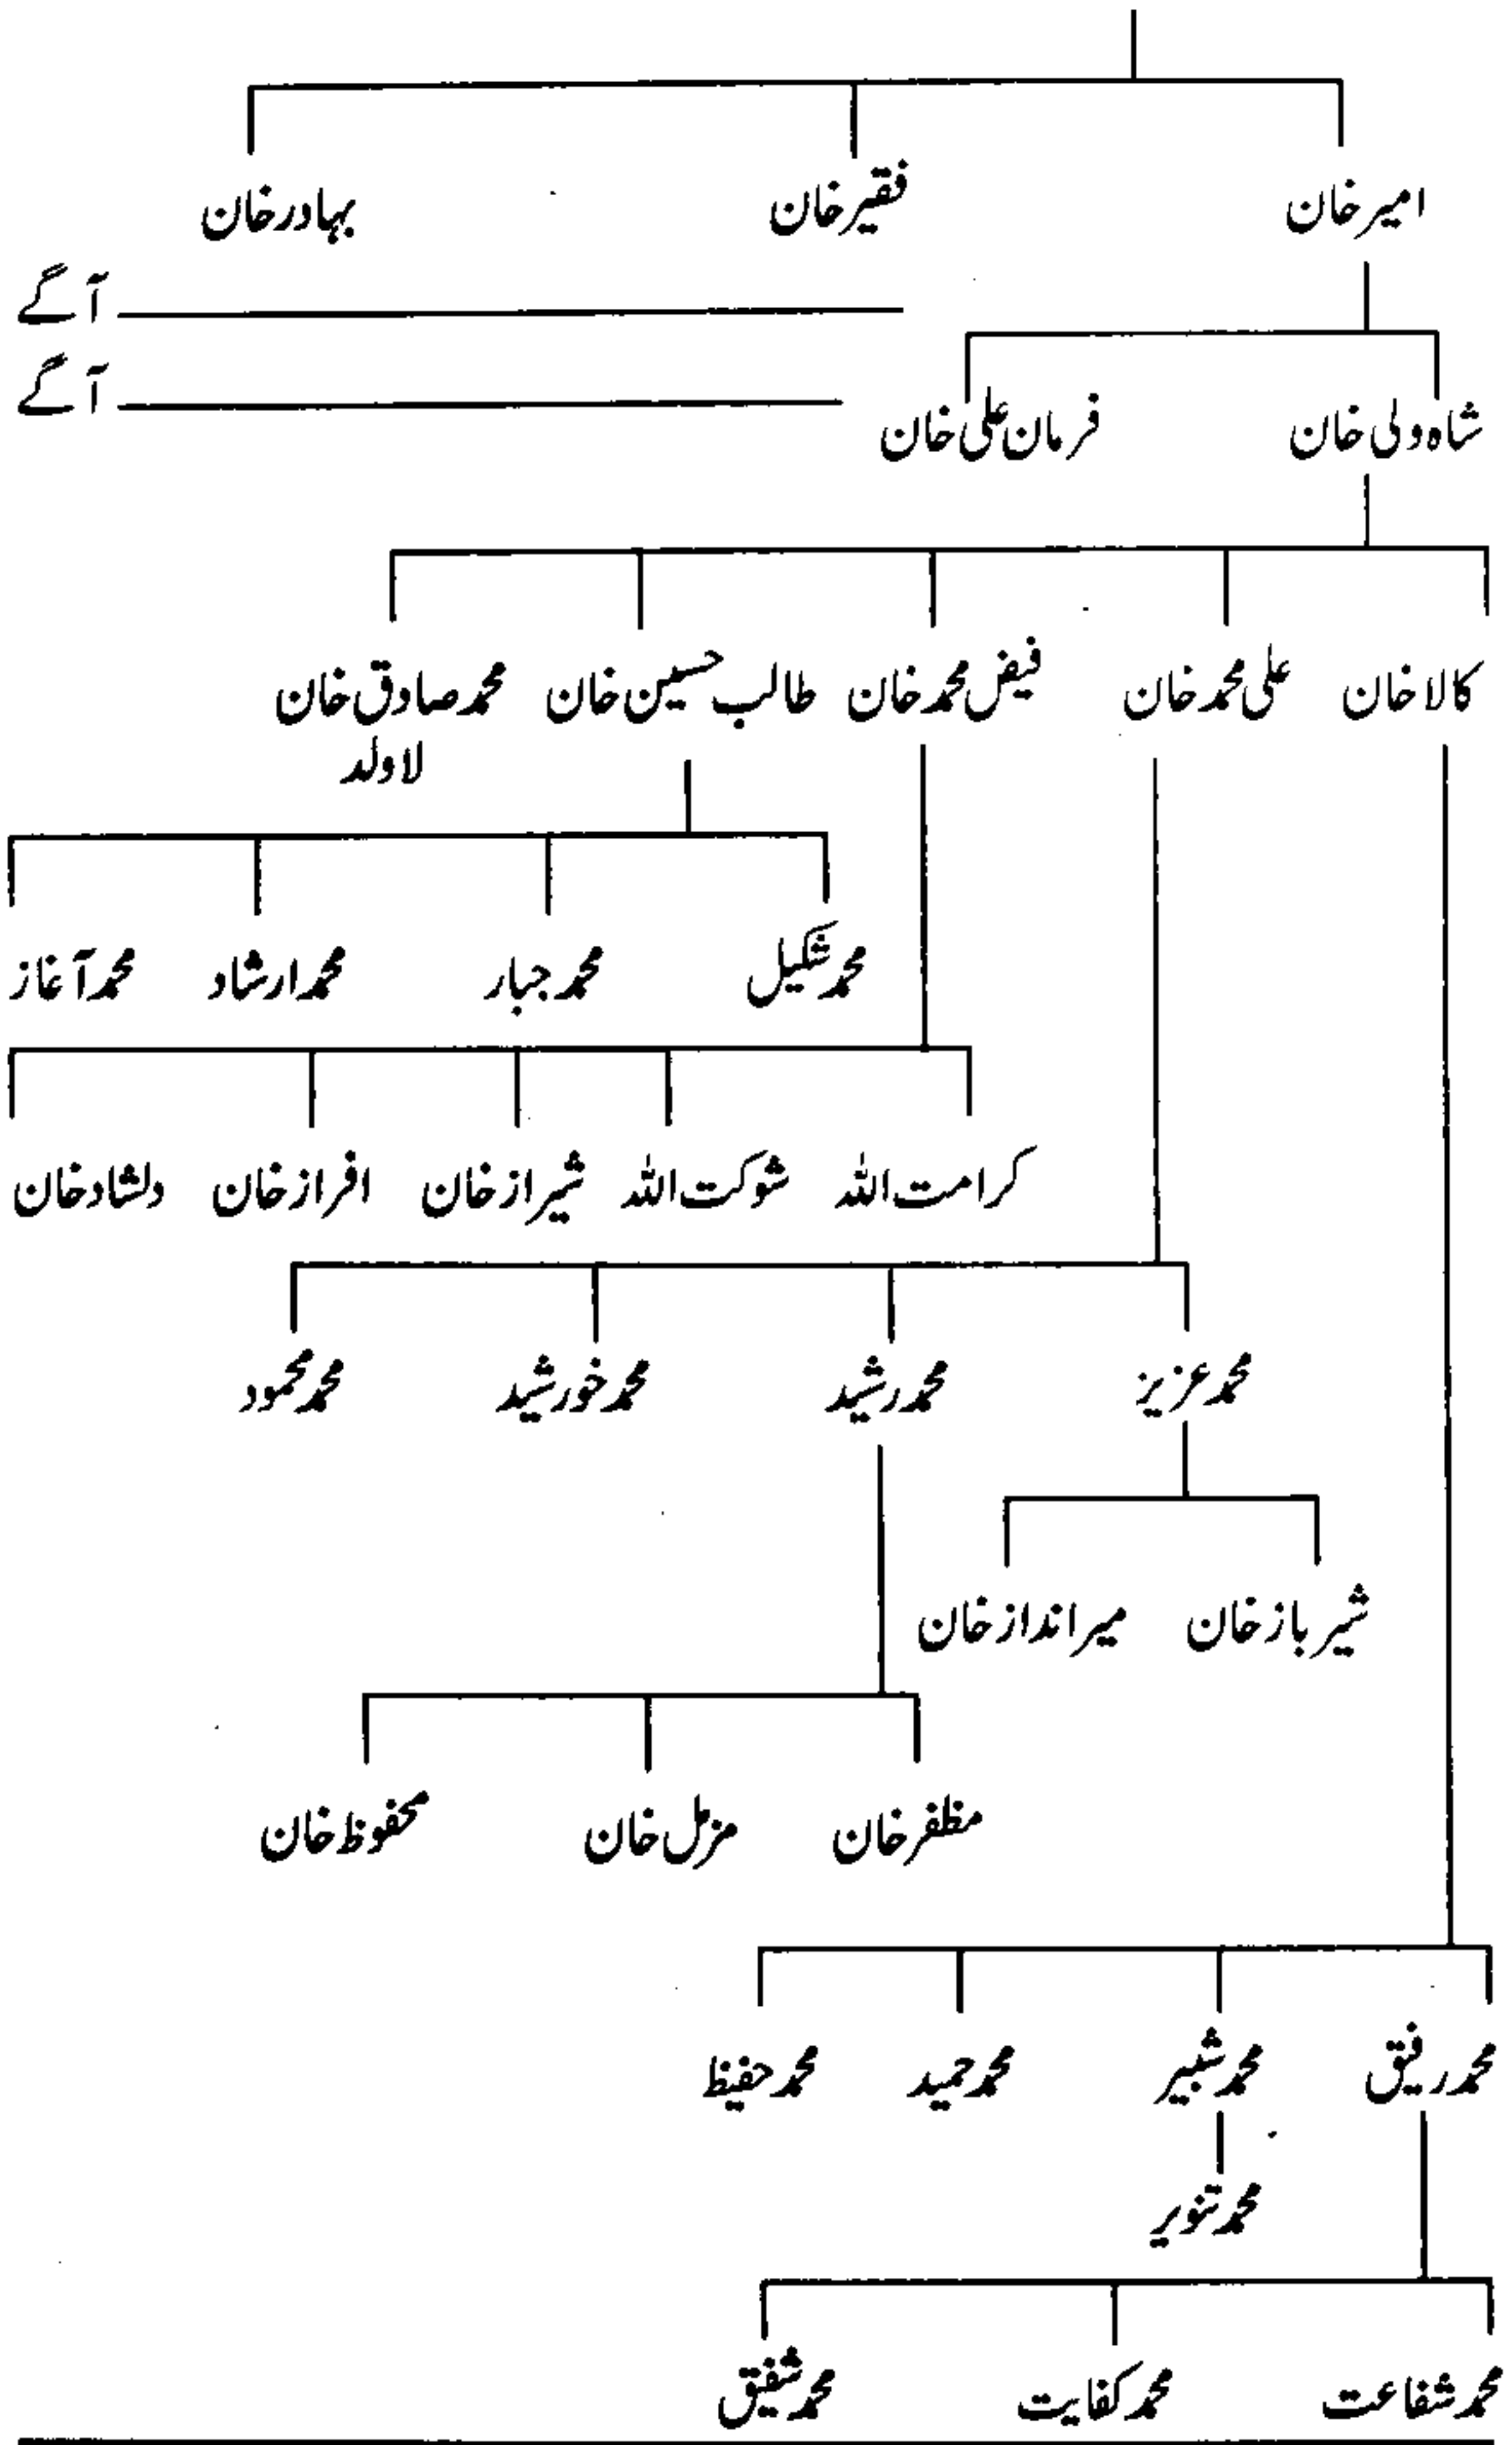 امیر خان فقیر خان بہادر خان
آگے
آگے
شاہ ولی خان فرمان علی خان
کالا خان علی محمد خان فیض محمد خان طالب حسین خان محمد صادق خان
لاولد
محمد شکیل محمد جبار محمد ارشاد محمد آغاز
کرامت اللہ شوکت اللہ شیراز خان افراز خان دلشاد خان
محمد عزیز محمد رشید محمد خورشید محمد محمود
شیر باز خان میر انداز خان
مظفر خان مزمل خان محفوظ خان
محمد رفیق محمد شبیر محمد حمید محمد حفیظ
محمد تنویر
محمد شفاعت محمد کفایت محمد شفیق